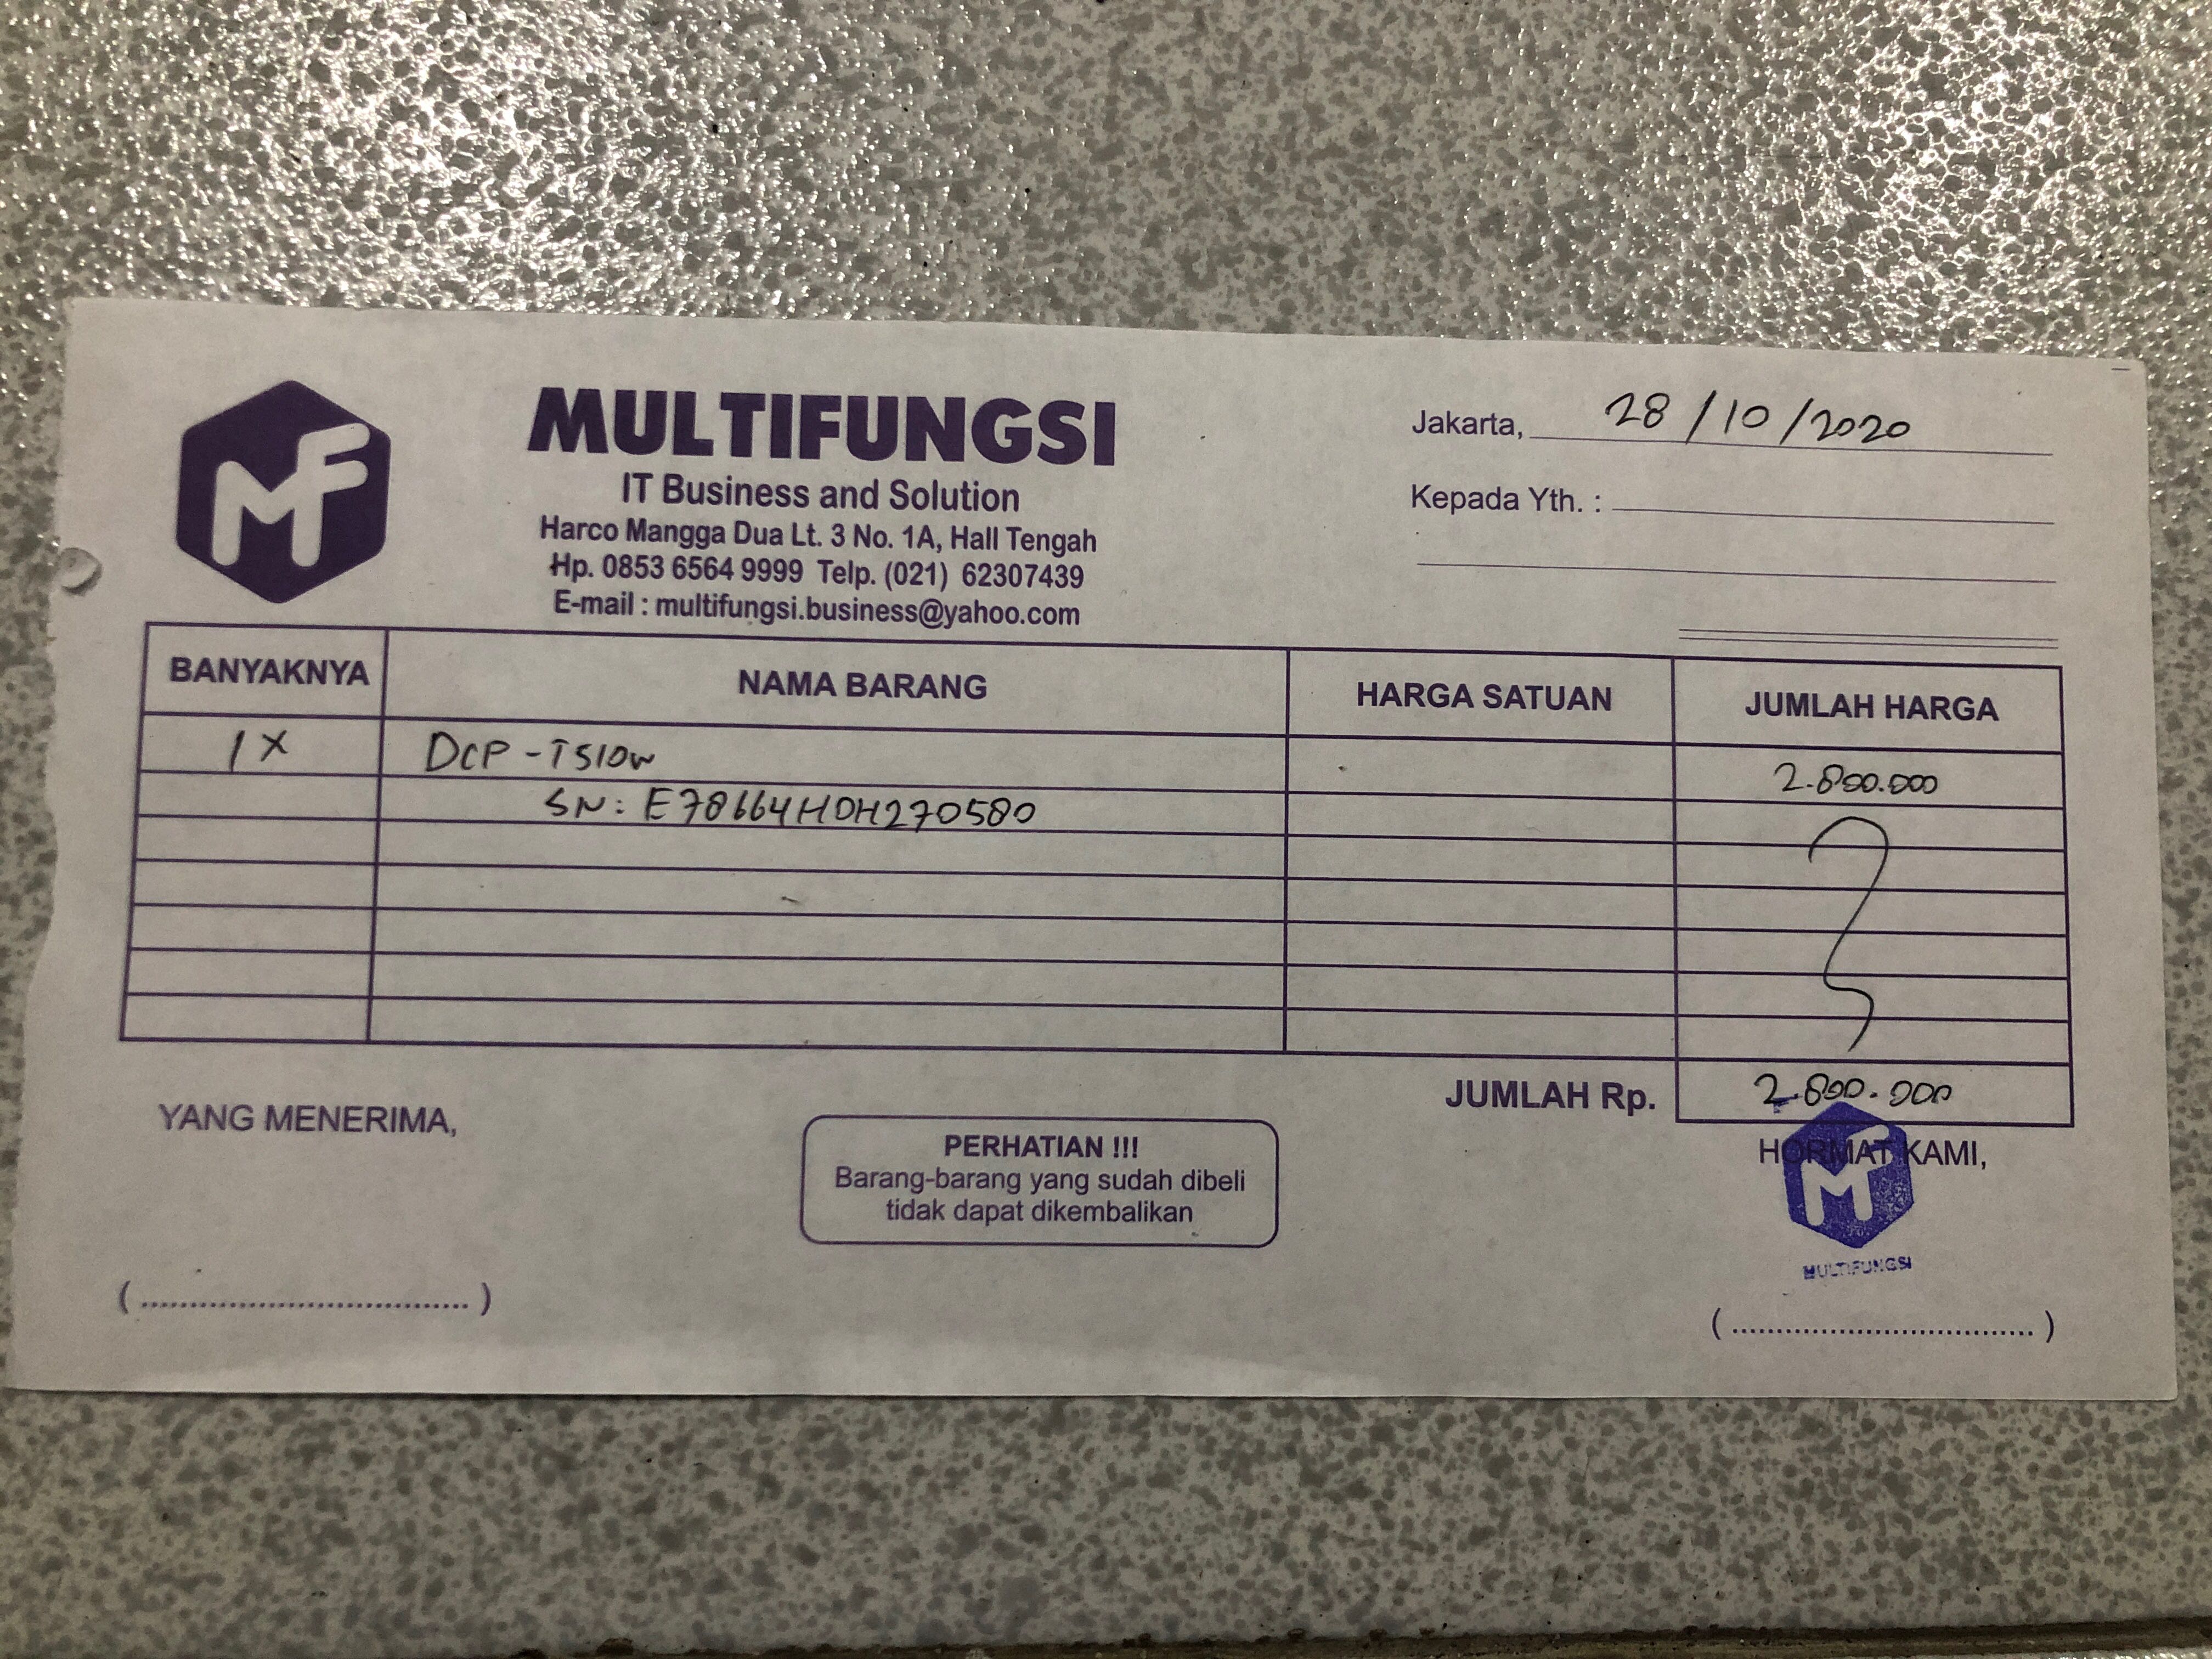 MF
MULTIFUNGSI
IT Business and Solution
Harco Mangga Dua Lt. 3 No. 1A, Hall Tengah
Hp. 0853 6564 9999 Telp. (021) 62307439
E-mail : multifungsi.business@yahoo.com
Jakarta, 28/10/2020
Kepada Yth. :
BANYAKNYA NAMA BARANG HARGA SATUAN JUMLAH HARGA
1X DCP-T510w 2.800.000
SN: E78664H0H270580
JUMLAH Rp. 2.800.000
YANG MENERIMA,
PERHATIAN !!!
Barang-barang yang sudah dibeli
tidak dapat dikembalikan
HORMAT KAMI,
MF
MULTIFUNGSI
(..................................)
(..................................)